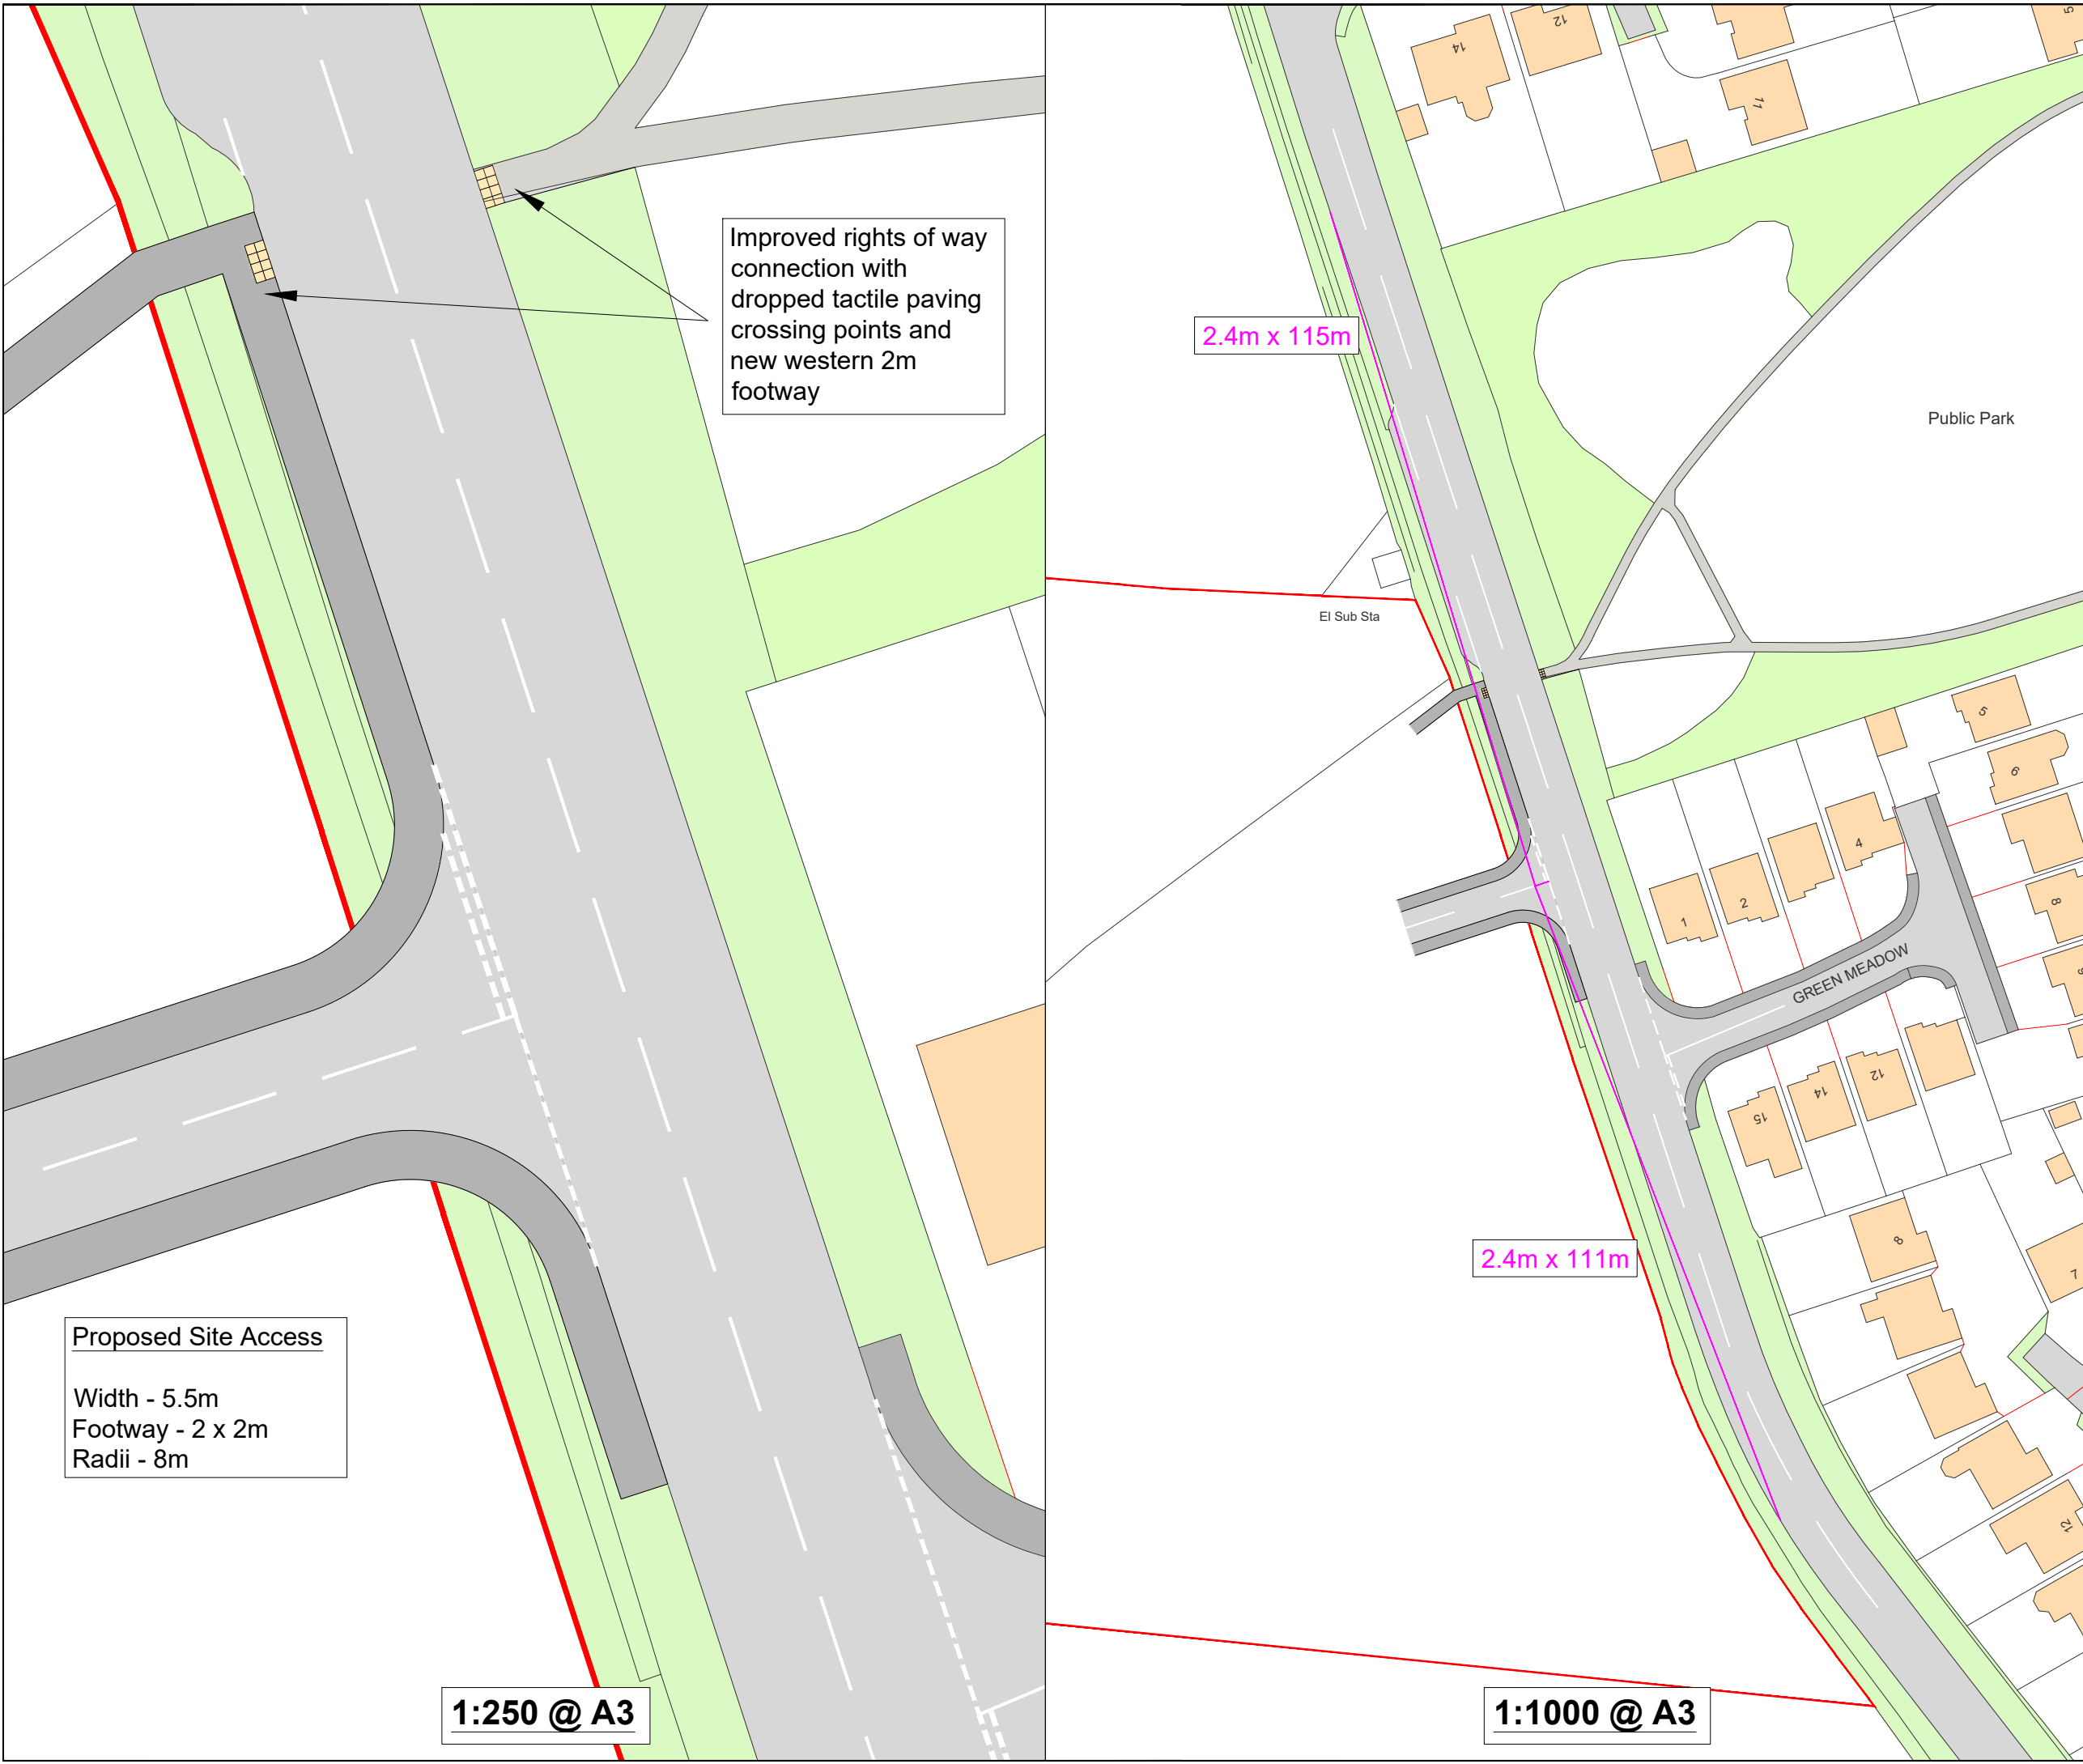 Improved rights of way
connection with
dropped tactile paving
crossing points and
new western 2m
footway
Proposed Site Access
Width - 5.5m
Footway - 2 x 2m
Radii - 8m
1:250 @ A3
14
12
5
11
2.4m x 115m
Public Park
El Sub Sta
5
6
4
2
1
8
9
GREEN MEADOW
15
14
12
8
7
2.4m x 111m
12
1:1000 @ A3